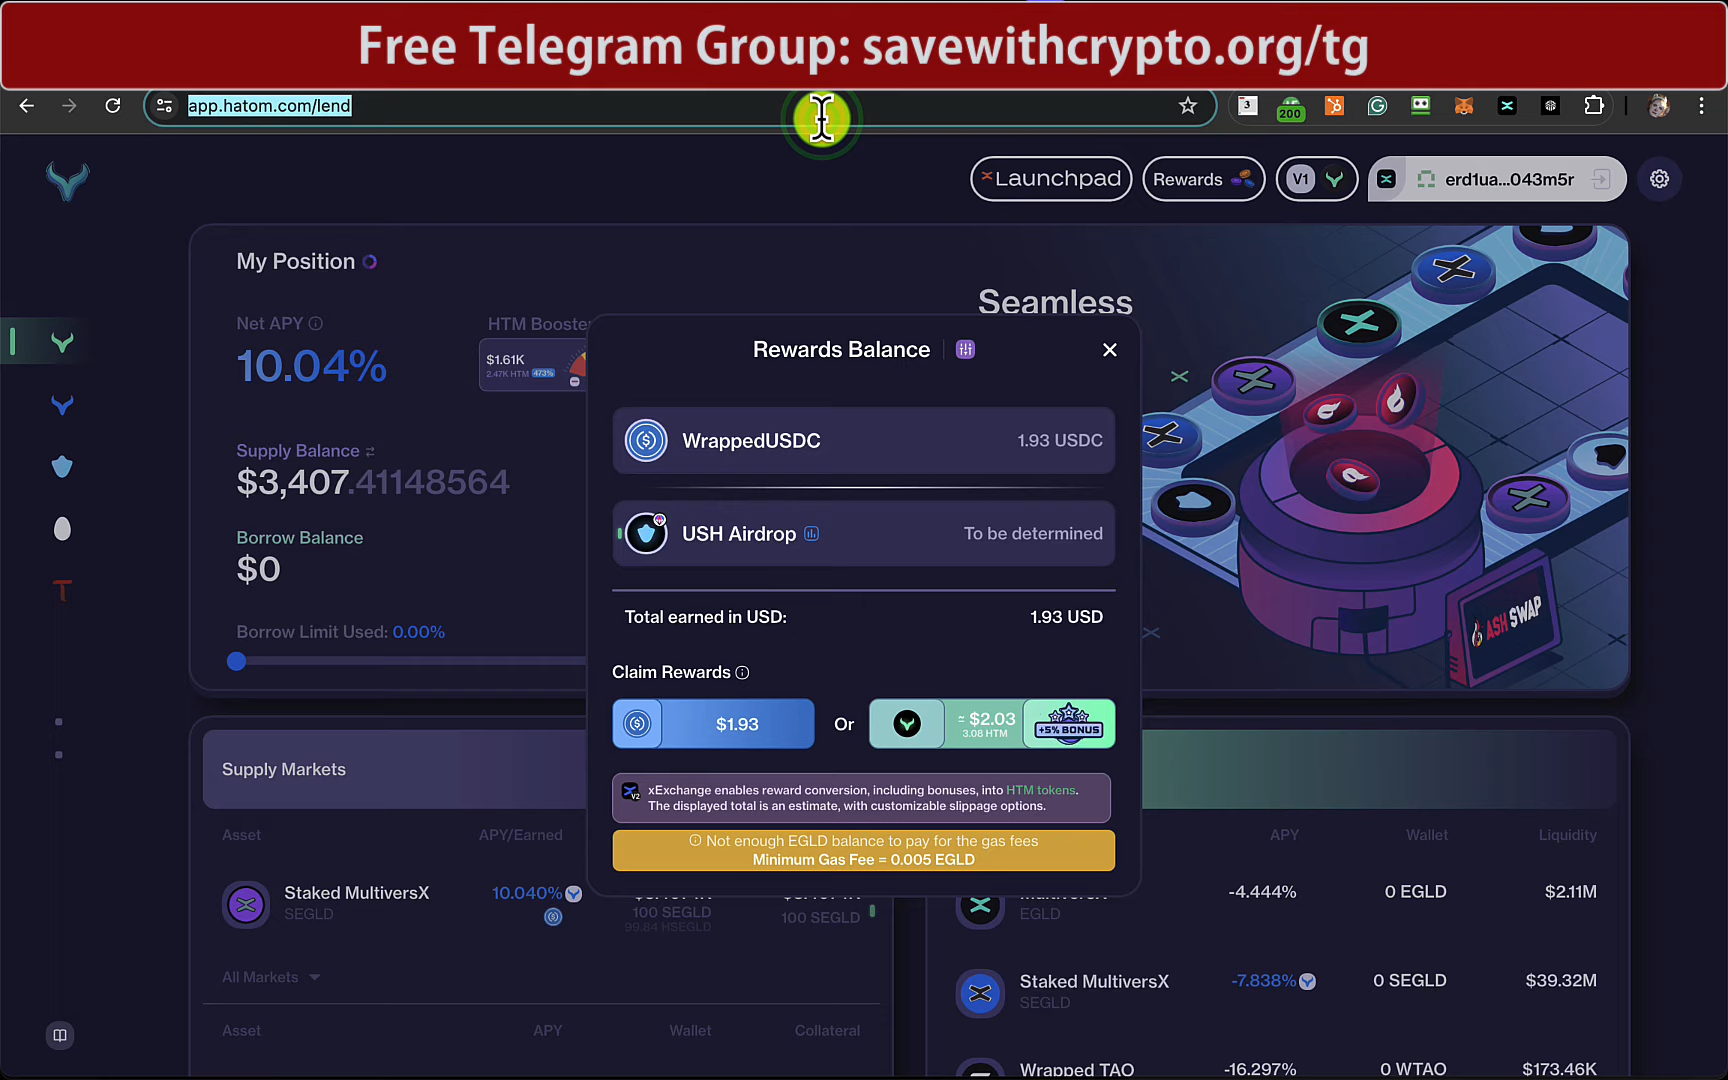 Free Telegram Group: savewithcrypto.org/tg
app.hatom.com/lend
3
200
Launchpad
Rewards
V1
erd1ua...043m5r
My Position
Net APY
10.04%
HTM Booster
$1.61K
2.47K HTM 473%
Supply Balance
$3,407.41148564
Borrow Balance
$0
Borrow Limit Used: 0.00%
Seamless
ASH SWAP
Rewards Balance
WrappedUSDC 1.93 USDC
USH Airdrop To be determined
Total earned in USD: 1.93 USD
Claim Rewards
$1.93
Or
≈ $2.03
3.08 HTM
+5% BONUS
V2
xExchange enables reward conversion, including bonuses, into HTM tokens.
The displayed total is an estimate, with customizable slippage options.
Not enough EGLD balance to pay for the gas fees
Minimum Gas Fee = 0.005 EGLD
Supply Markets
Asset APY/Earned
Staked MultiversX 10.040%
SEGLD
100 SEGLD 100 SEGLD
99.84 HSEGLD
All Markets
Asset APY Wallet Collateral
APY Wallet Liquidity
-4.444% 0 EGLD $2.11M
EGLD
Staked MultiversX -7.838% 0 SEGLD $39.32M
SEGLD
Wrapped TAO -16.297% 0 WTAO $173.46K